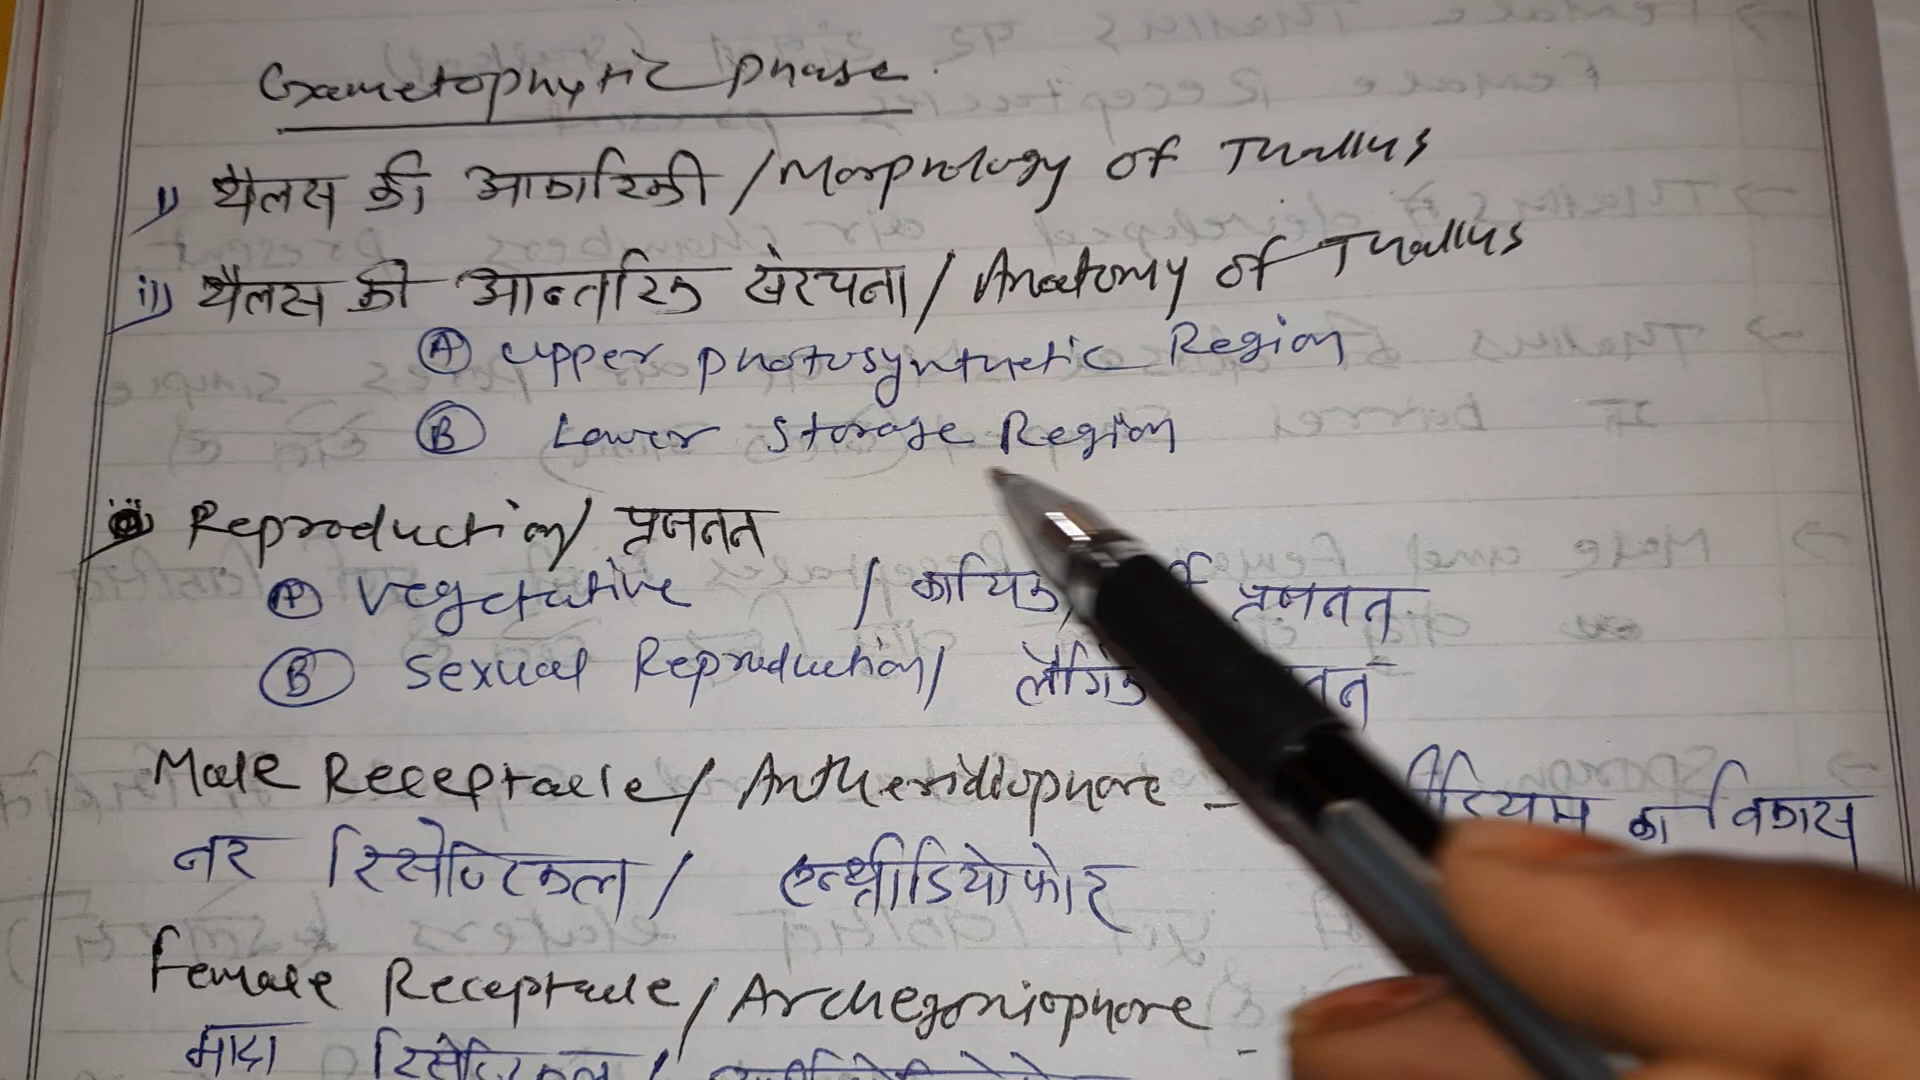 Gametophytic phase
i) थैलस की आकारिकी / Morphology of Thallus
ii) थैलस की आन्तरिक संरचना / Anatomy of Thallus
(A) Upper photosynthetic Region
(B) Lower Storage Region
iii) Reproduction / प्रजनन
(A) Vegetative / कायिक प्रजनन
(B) Sexual Reproduction / लैंगिक
Male Receptacle / Antheridiophore - का विकास
नर रिसेप्टिकल / एन्थ्रीडियोफोर
Female Receptacle / Archegoniophore -
मादा रिसेप्टिकल /